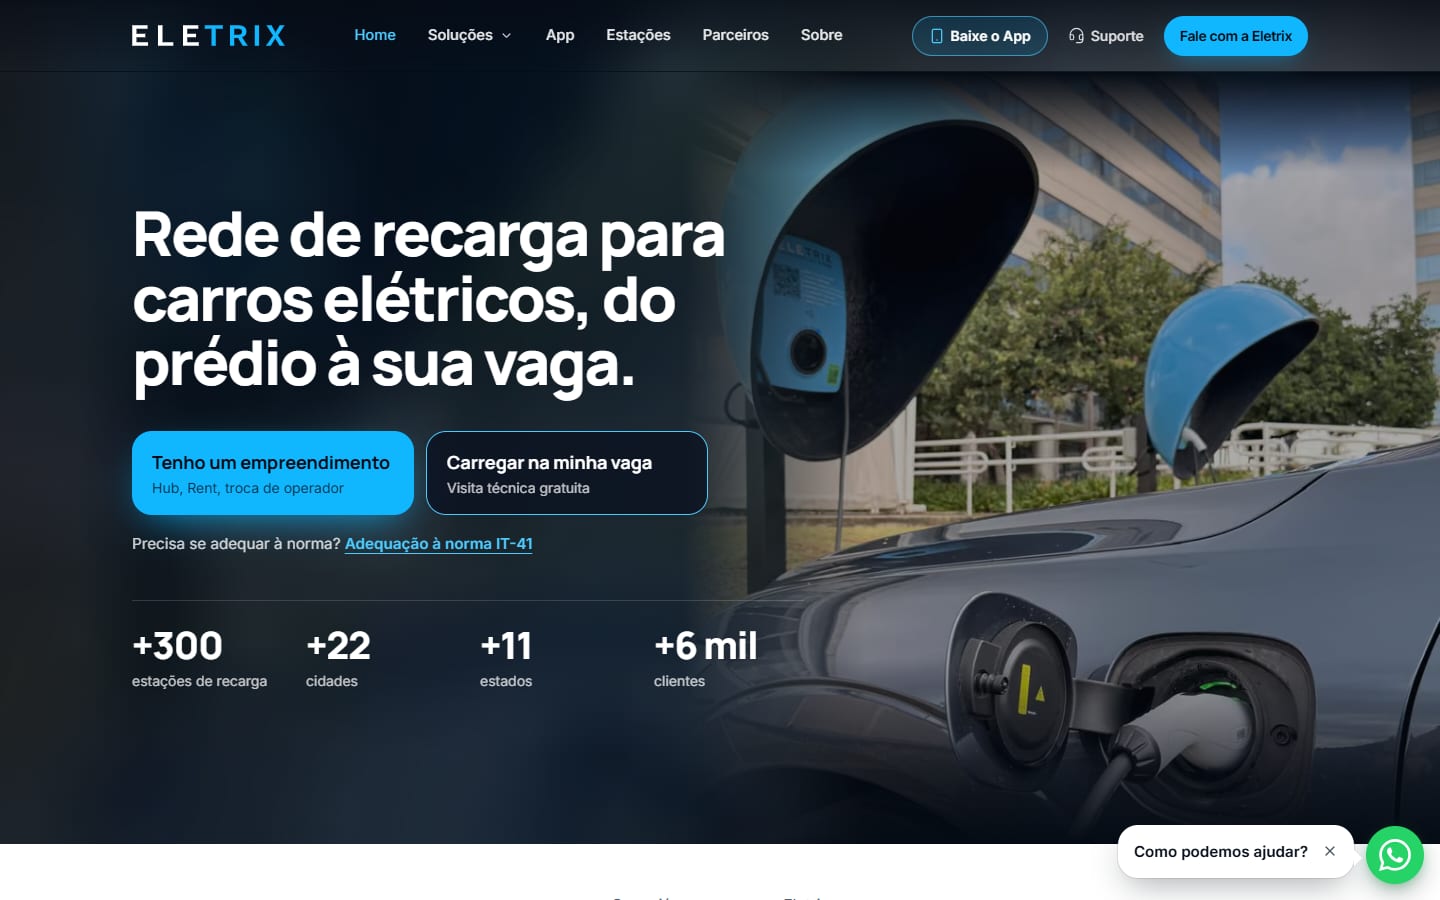 ELETRIX
Home
Soluções
App
Estações
Parceiros
Sobre
Baixe o App
Suporte
Fale com a Eletrix
Rede de recarga para
carros elétricos, do
prédio à sua vaga.
Tenho um empreendimento
Hub, Rent, troca de operador
Carregar na minha vaga
Visita técnica gratuita
Precisa se adequar à norma? Adequação à norma IT-41
+300
estações de recarga
+22
cidades
+11
estados
+6 mil
clientes
ELETRIX
Como podemos ajudar?